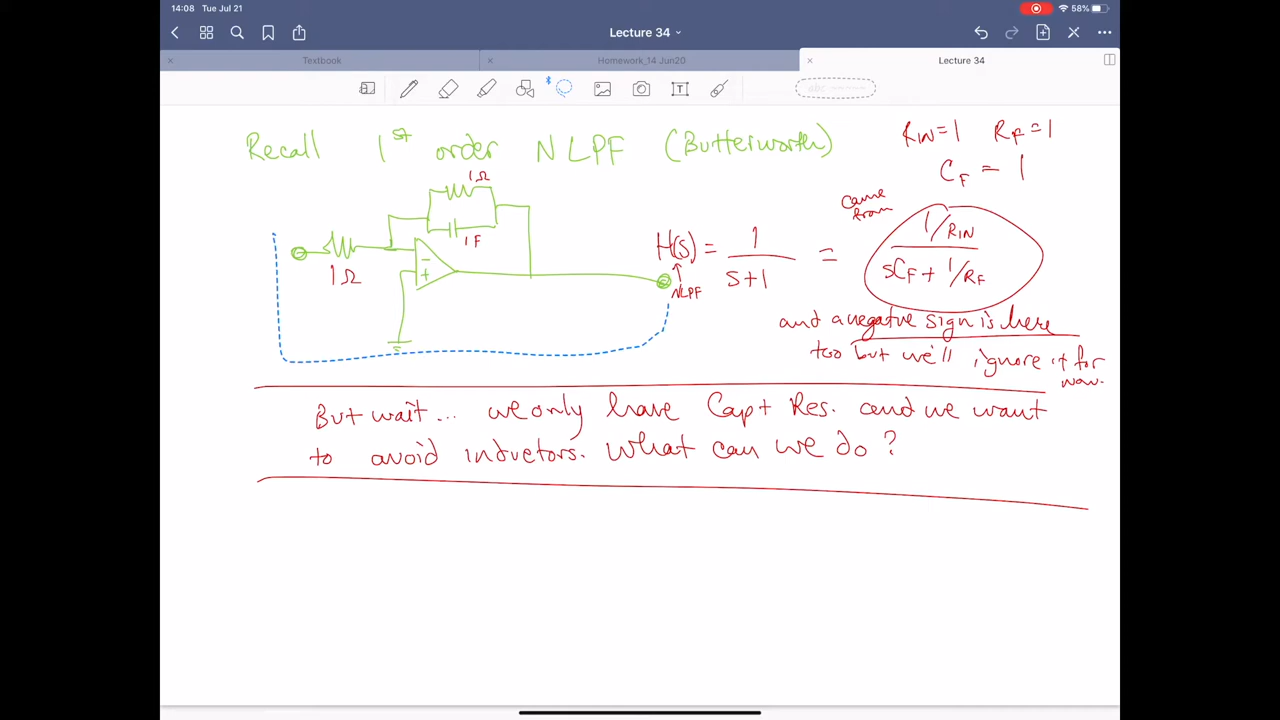 14:08 Tue Jul 21
58%
Lecture 34
Textbook
Homework_14 Jun20
Lecture 34
abc
T
Recall 1st order NLPF (Butterworth)
RIN=1 RF=1
CF = 1
1Ω
1F
1Ω
−
+
H(s) = 1 / s+1 = 1/RIN / sCF + 1/RF
↑
NLPF
came from
and a negative sign is here
too but we'll ignore it for
now.
But wait... we only have Cap+ Res. and we want
to avoid inductors. What can we do?